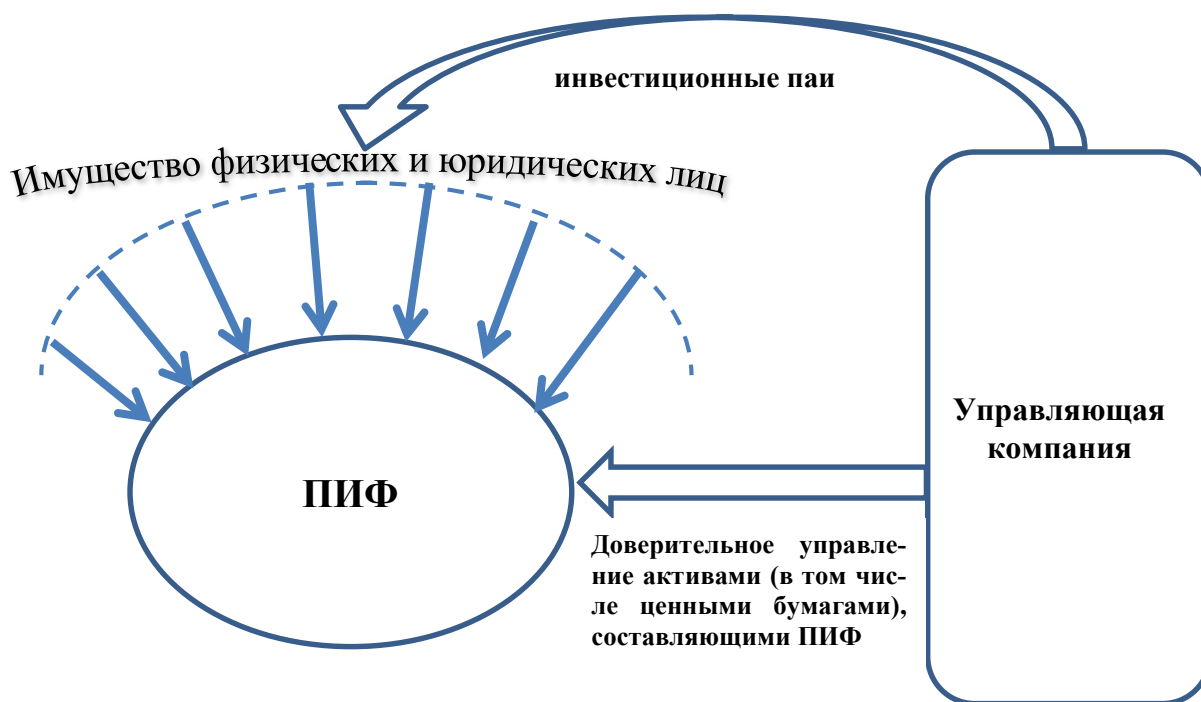 инвестиционные паи
Имущество физических и юридических лиц
Управляющая
компания
ПИФ
Доверительное управле-
ние активами (в том чис-
ле ценными бумагами),
составляющими ПИФ